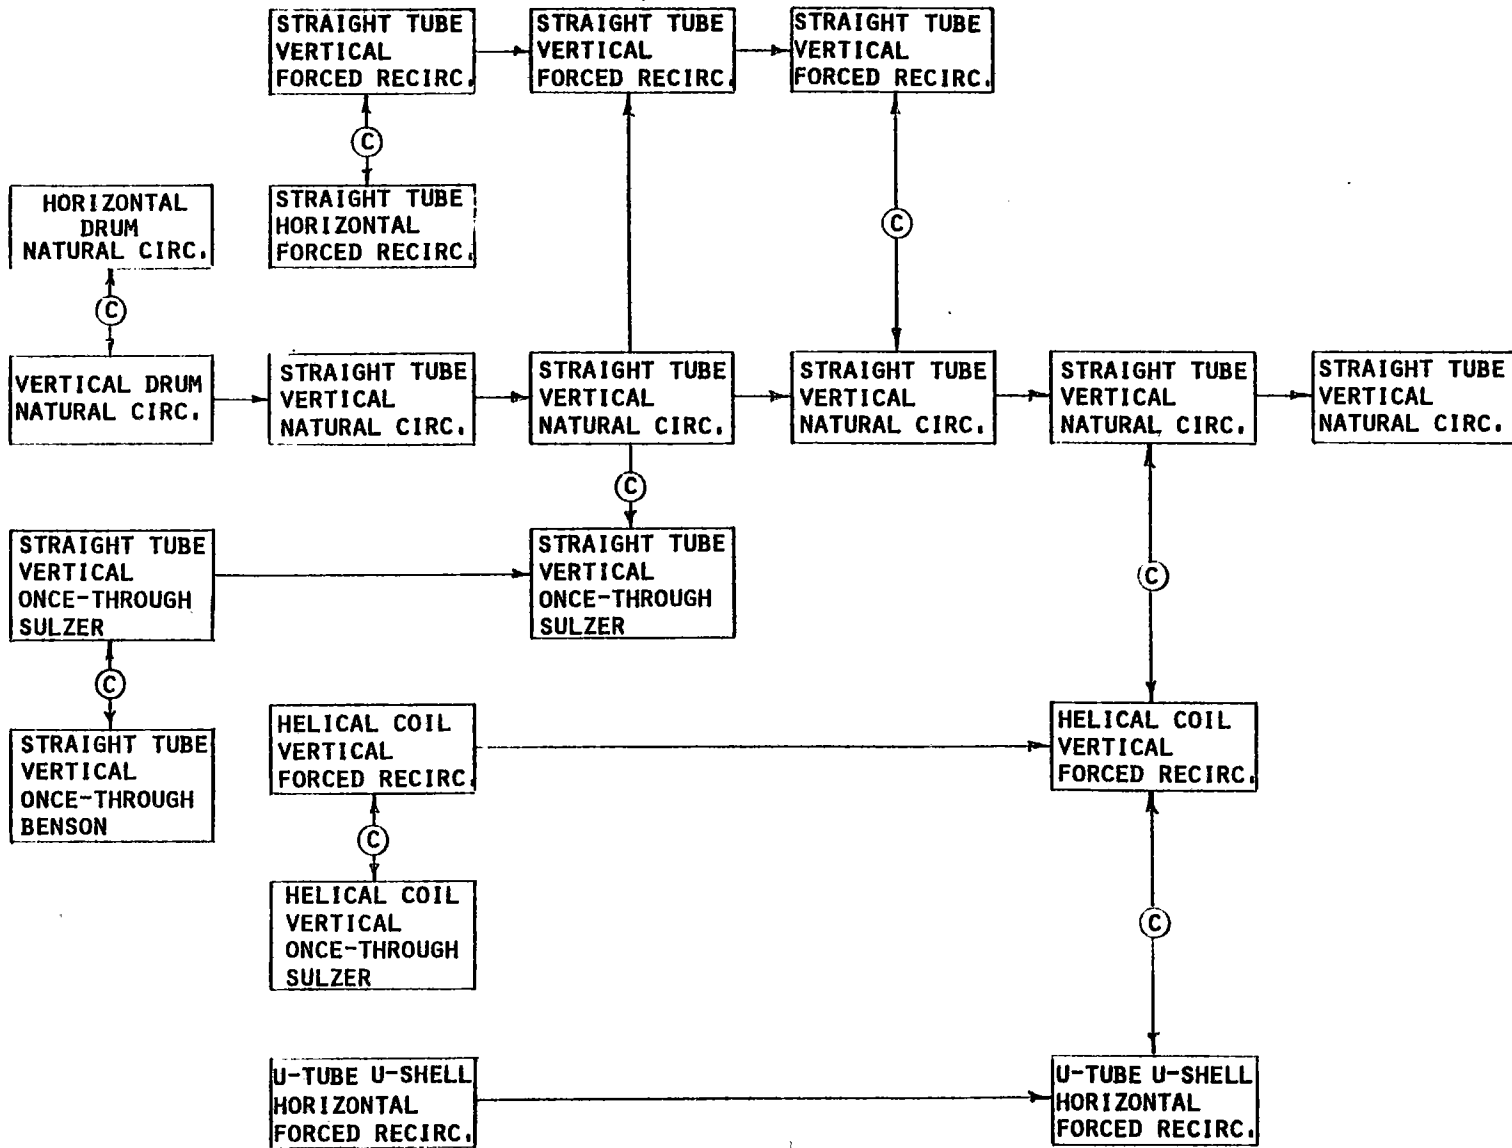 STRAIGHT TUBE
VERTICAL
FORCED RECIRC.
STRAIGHT TUBE
VERTICAL
FORCED RECIRC.
STRAIGHT TUBE
VERTICAL
FORCED RECIRC.
C
STRAIGHT TUBE
HORIZONTAL
FORCED RECIRC.
HORIZONTAL
DRUM
NATURAL CIRC.
C
C
VERTICAL DRUM
NATURAL CIRC.
STRAIGHT TUBE
VERTICAL
NATURAL CIRC.
STRAIGHT TUBE
VERTICAL
NATURAL CIRC.
STRAIGHT TUBE
VERTICAL
NATURAL CIRC.
STRAIGHT TUBE
VERTICAL
NATURAL CIRC.
STRAIGHT TUBE
VERTICAL
NATURAL CIRC.
C
STRAIGHT TUBE
VERTICAL
ONCE-THROUGH
SULZER
STRAIGHT TUBE
VERTICAL
ONCE-THROUGH
SULZER
C
C
STRAIGHT TUBE
VERTICAL
ONCE-THROUGH
BENSON
HELICAL COIL
VERTICAL
FORCED RECIRC.
HELICAL COIL
VERTICAL
FORCED RECIRC.
C
HELICAL COIL
VERTICAL
ONCE-THROUGH
SULZER
C
U-TUBE U-SHELL
HORIZONTAL
FORCED RECIRC.
U-TUBE U-SHELL
HORIZONTAL
FORCED RECIRC.